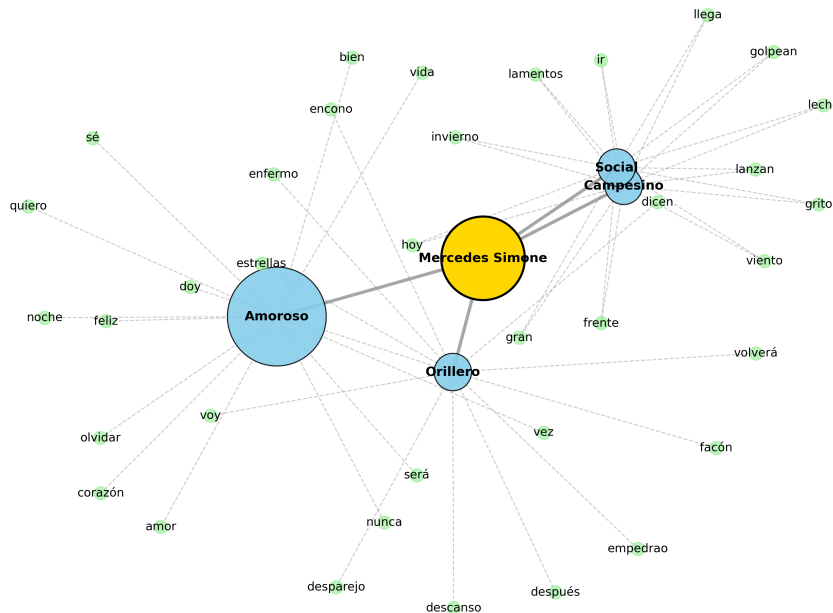 llega
golpean
bien
ir
vida
lamentos
lech
encono
sé
invierno
Social
lanzan
enfermo
Campesino
dicen
grito
quiero
hoy
Mercedes Simone
viento
estrellas
doy
noche
feliz
Amoroso
frente
gran
volverá
Orillero
voy
vez
olvidar
facón
será
corazón
amor
nunca
empedrao
desparejo
después
descanso